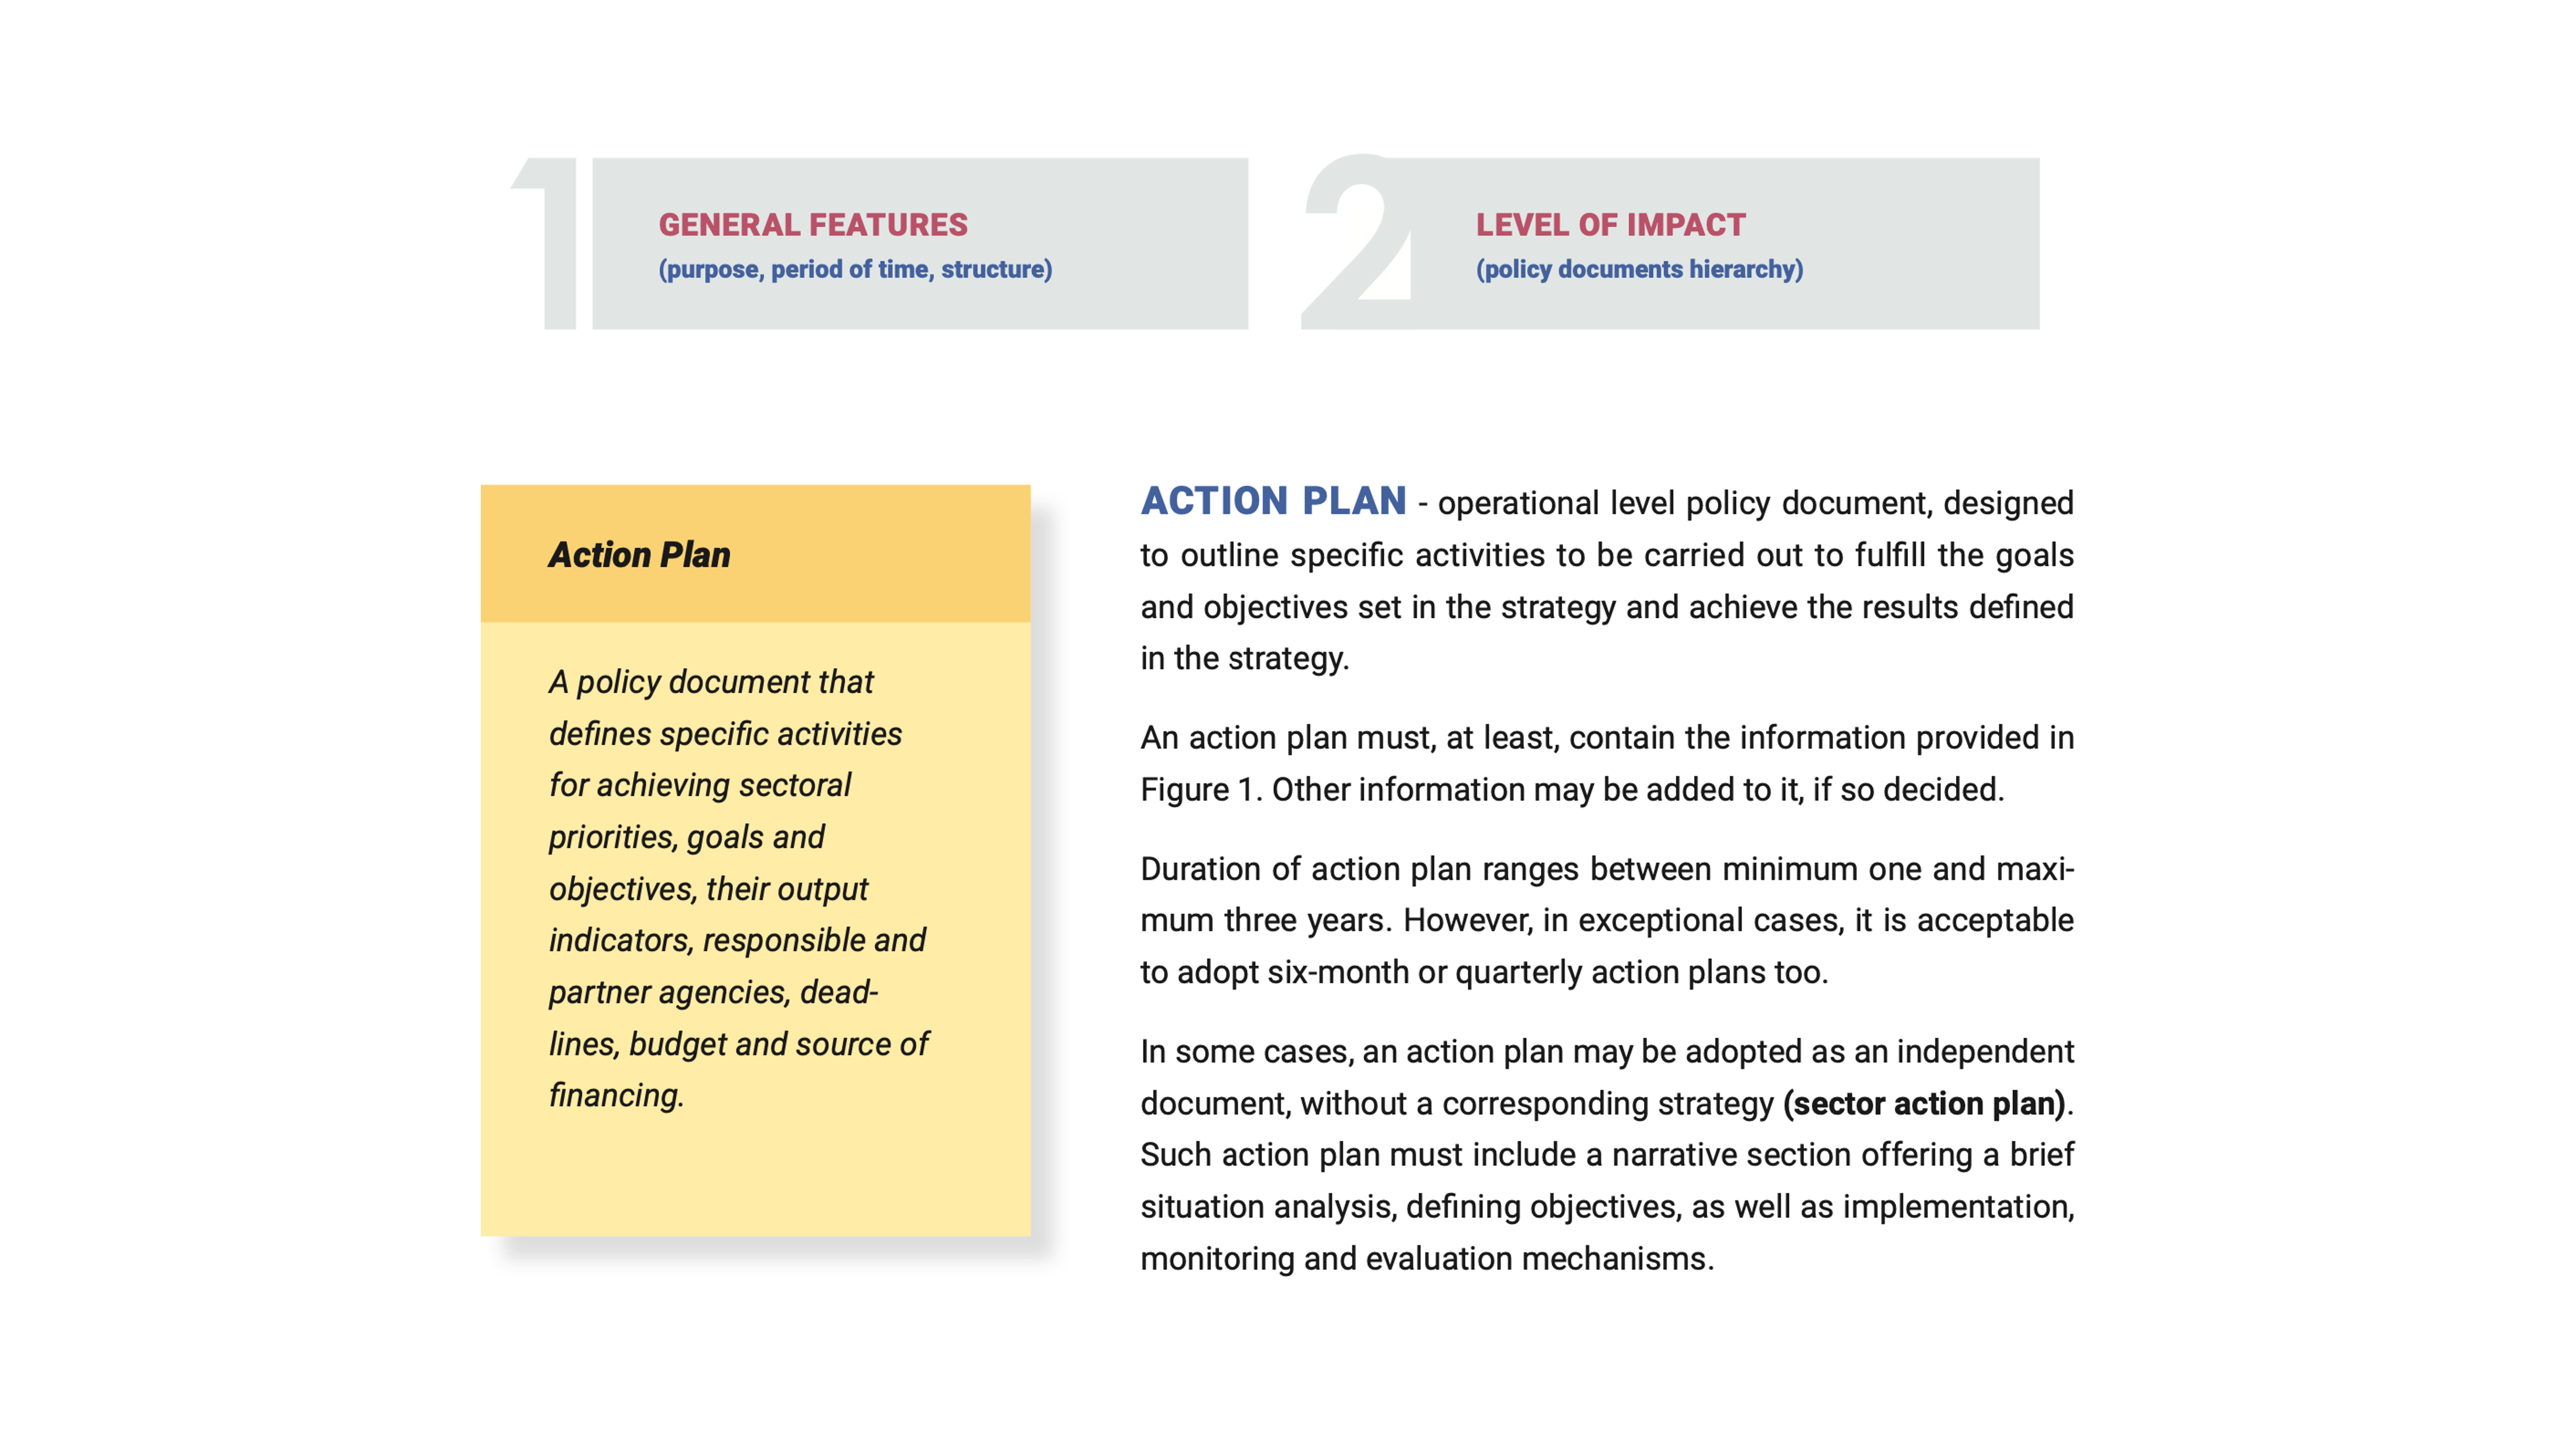 1
GENERAL FEATURES
(purpose, period of time, structure)
2
LEVEL OF IMPACT
(policy documents hierarchy)
Action Plan
A policy document that
defines specific activities
for achieving sectoral
priorities, goals and
objectives, their output
indicators, responsible and
partner agencies, dead-
lines, budget and source of
financing.
ACTION PLAN - operational level policy document, designed
to outline specific activities to be carried out to fulfill the goals
and objectives set in the strategy and achieve the results defined
in the strategy.
An action plan must, at least, contain the information provided in
Figure 1. Other information may be added to it, if so decided.
Duration of action plan ranges between minimum one and maxi-
mum three years. However, in exceptional cases, it is acceptable
to adopt six-month or quarterly action plans too.
In some cases, an action plan may be adopted as an independent
document, without a corresponding strategy (sector action plan).
Such action plan must include a narrative section offering a brief
situation analysis, defining objectives, as well as implementation,
monitoring and evaluation mechanisms.